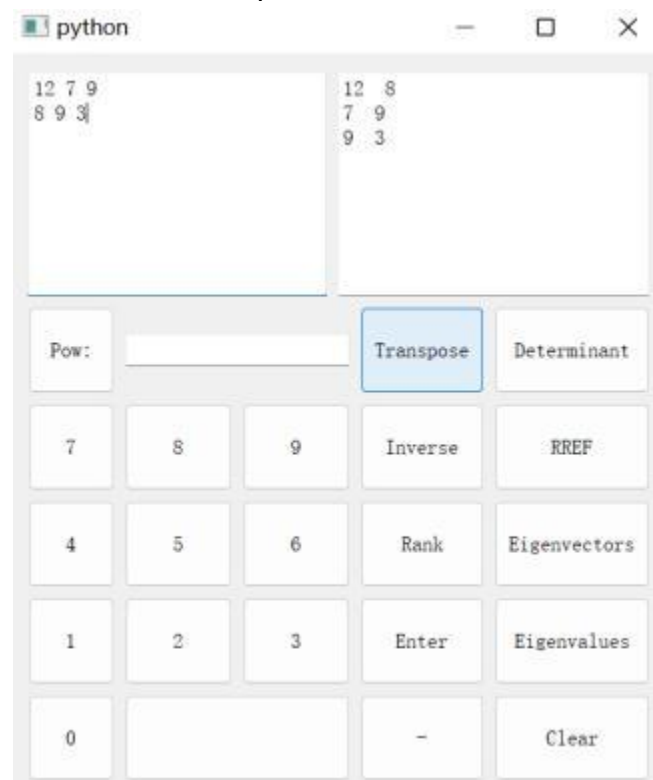 python
12 7 9
8 9 3
12 8
7 9
9 3
Pow: Transpose Determinant
7 8 9 Inverse RREF
4 5 6 Rank Eigenvectors
1 2 3 Enter Eigenvalues
0 - Clear